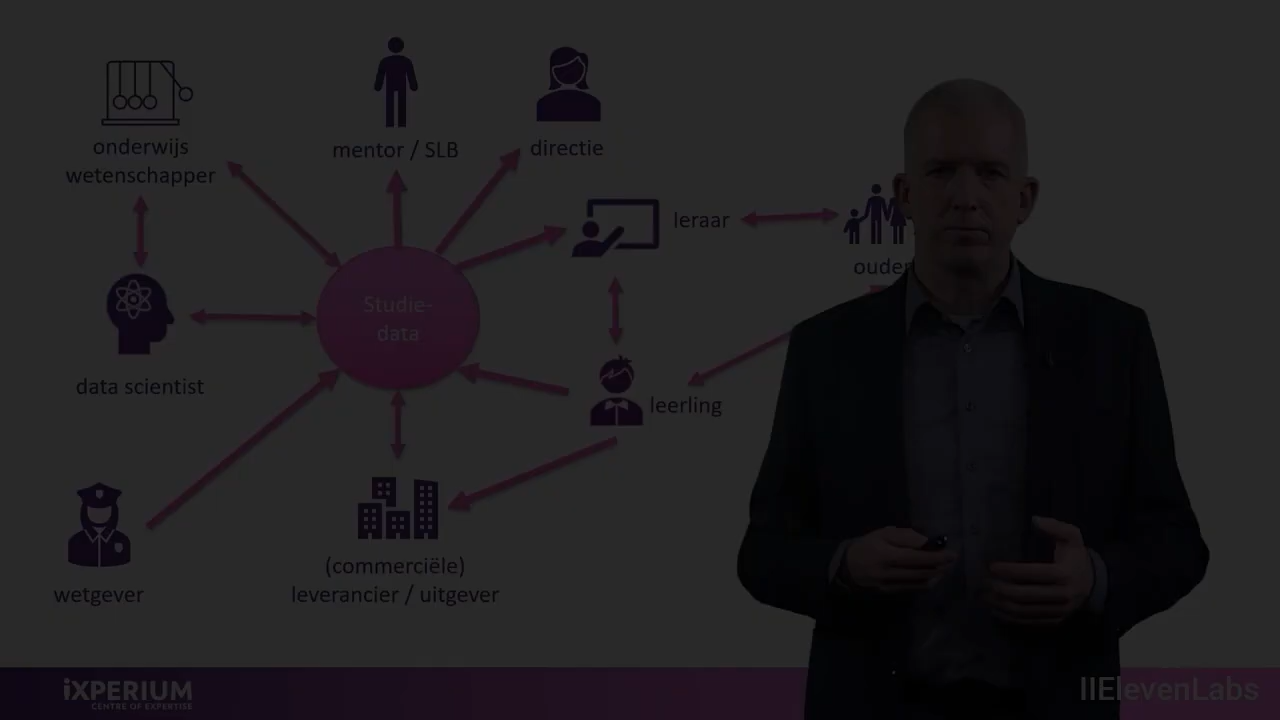 onderwijs
wetenschapper
mentor / SLB
directie
leraar
ouder
Studie-
data
data scientist
leerling
(commerciële)
leverancier / uitgever
wetgever
iXPERIUM
CENTRE OF EXPERTISE
IIElevenLabs